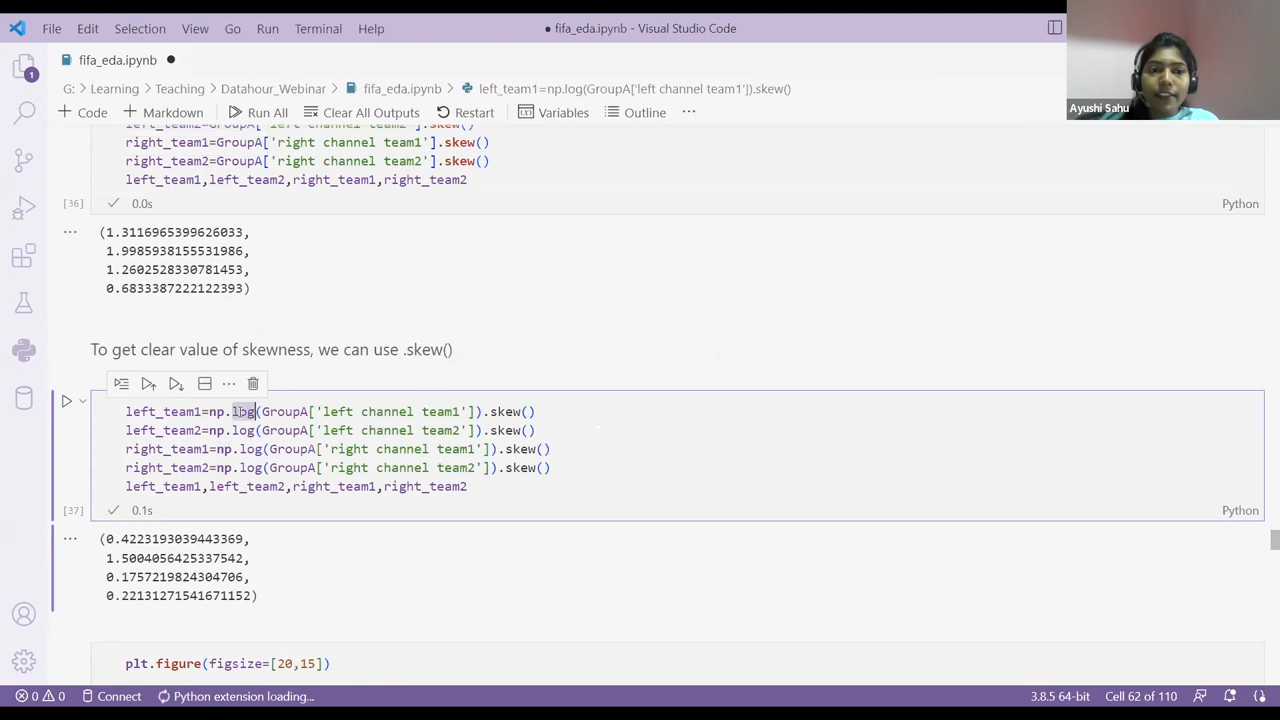 File Edit Selection View Go Run Terminal Help
● fifa_eda.ipynb - Visual Studio Code
fifa_eda.ipynb ●
G: > Learning > Teaching > Datahour_Webinar > fifa_eda.ipynb > left_team1=np.log(GroupA['left channel team1']).skew()
+ Code + Markdown Run All Clear All Outputs Restart Variables Outline ...
Ayushi Sahu
left_team2=GroupA['left channel team2'].skew()
right_team1=GroupA['right channel team1'].skew()
right_team2=GroupA['right channel team2'].skew()
left_team1,left_team2,right_team1,right_team2
[36] ✓ 0.0s Python
... (1.3116965399626033,
1.9985938155531986,
1.2602528330781453,
0.6833387222122393)
To get clear value of skewness, we can use .skew()
left_team1=np.log(GroupA['left channel team1']).skew()
left_team2=np.log(GroupA['left channel team2']).skew()
right_team1=np.log(GroupA['right channel team1']).skew()
right_team2=np.log(GroupA['right channel team2']).skew()
left_team1,left_team2,right_team1,right_team2
[37] ✓ 0.1s Python
... (0.4223193039443369,
1.5004056425337542,
0.1757219824304706,
0.22131271541671152)
plt.figure(figsize=[20,15])
1
0 0 Connect Python extension loading... 3.8.5 64-bit Cell 62 of 110